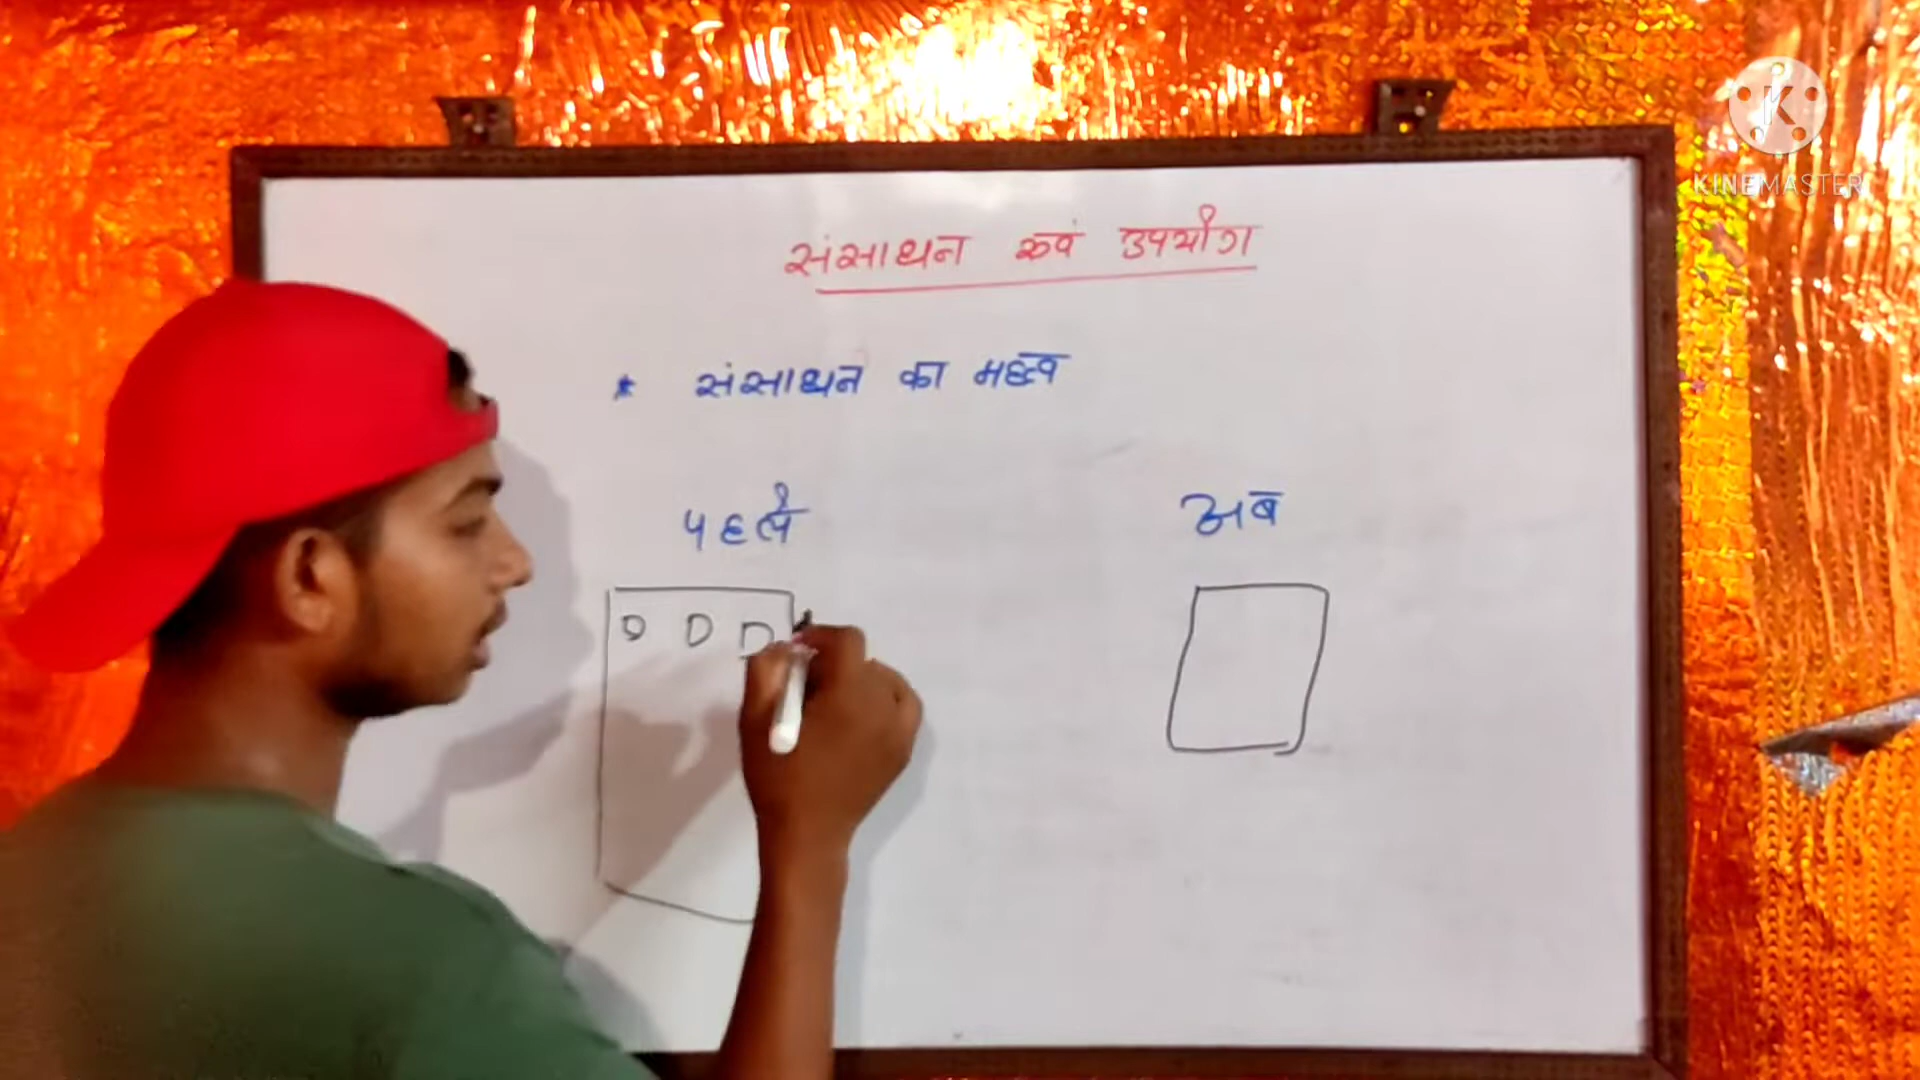 KINEMASTER
संसाधन एवं उपयोग
* संसाधन का महत्व
पहले
अब
D D D